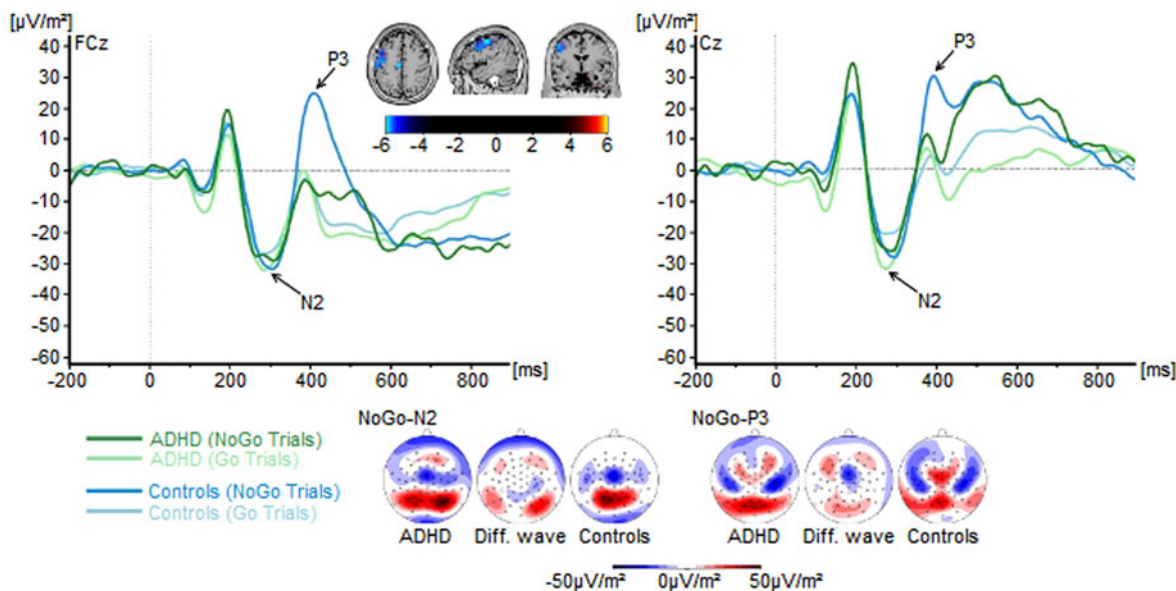 [µV/m²]
FCz
40
30
20
10
0
-10
-20
-30
-40
-50
-60
-200
0
200
400
600
800
[ms]
P3
N2
-6
-4
-2
0
2
4
6
[µV/m²]
Cz
40
30
20
10
0
-10
-20
-30
-40
-50
-60
-200
0
200
400
600
800
[ms]
P3
N2
ADHD (NoGo Trials)
ADHD (Go Trials)
Controls (NoGo Trials)
Controls (Go Trials)
NoGo-N2
ADHD
Diff. wave
Controls
NoGo-P3
ADHD
Diff. wave
Controls
-50µV/m²
0µV/m²
50µV/m²